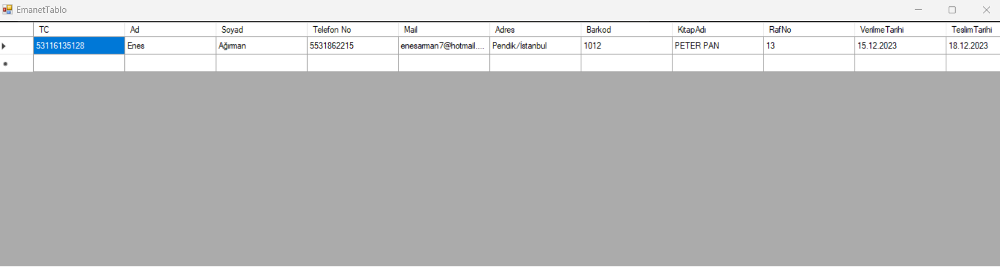 EmanetTablo
TC Ad Soyad Telefon No Mail Adres Barkod KitapAdı RafNo VerilmeTarihi TeslimTarihi
53116135128 Enes Ağırman 5531862215 enesarman7@hotmail.... Pendik/İstanbul 1012 PETER PAN 13 15.12.2023 18.12.2023